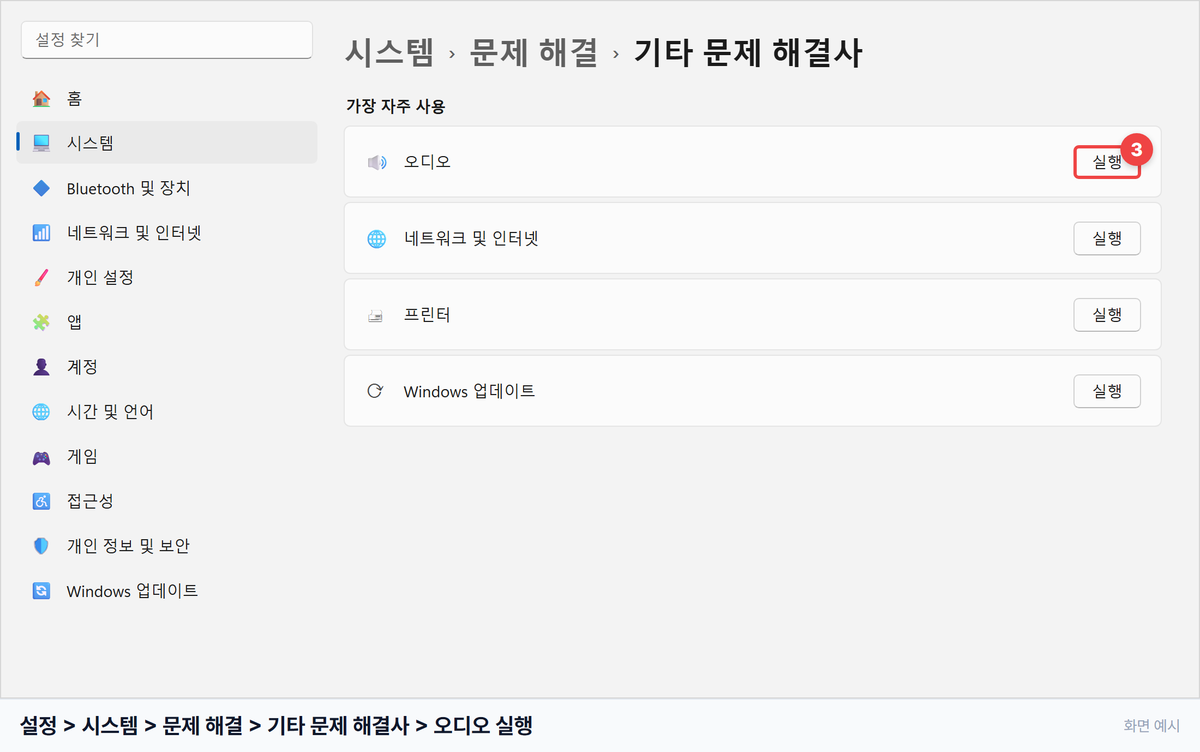 설정 찾기
홈
시스템
Bluetooth 및 장치
네트워크 및 인터넷
개인 설정
앱
계정
시간 및 언어
게임
접근성
개인 정보 및 보안
Windows 업데이트
시스템 › 문제 해결 › 기타 문제 해결사
가장 자주 사용
오디오
실행
3
네트워크 및 인터넷
실행
프린터
실행
Windows 업데이트
실행
설정 > 시스템 > 문제 해결 > 기타 문제 해결사 > 오디오 실행
화면 예시